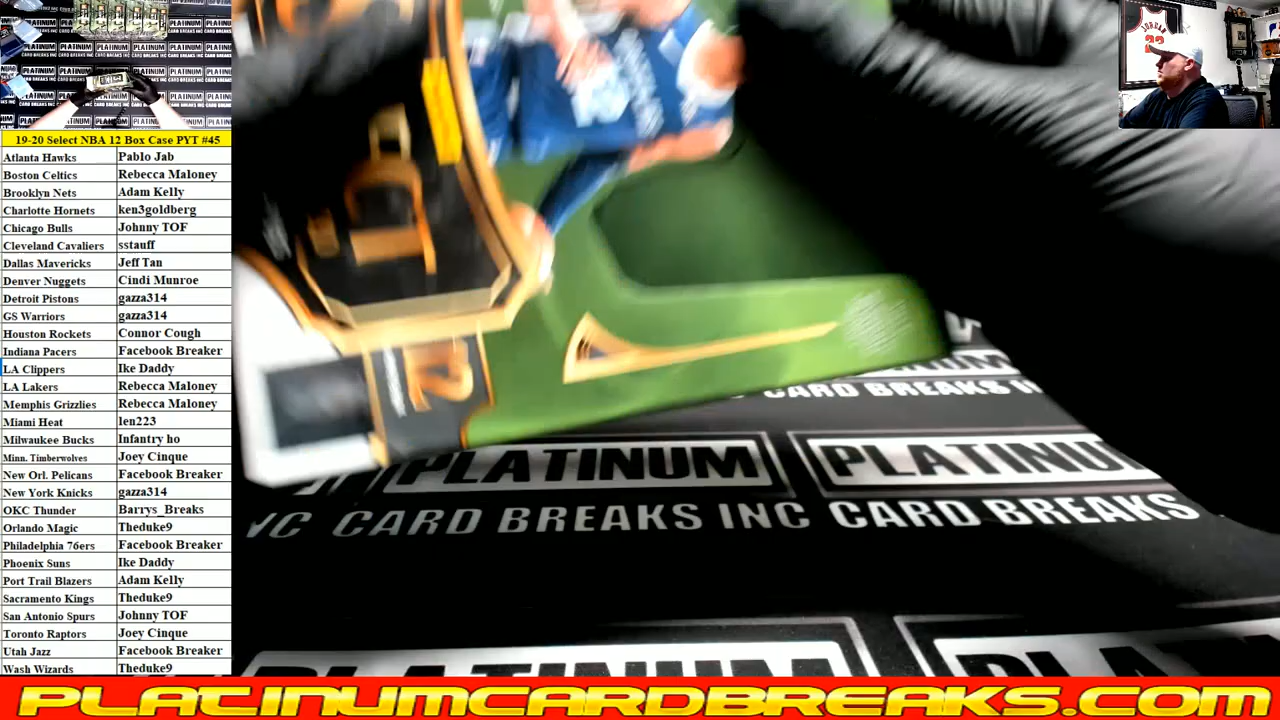 19-20 Select NBA 12 Box Case PYT #45
Atlanta Hawks Pablo Jab
Boston Celtics Rebecca Maloney
Brooklyn Nets Adam Kelly
Charlotte Hornets ken3goldberg
Chicago Bulls Johnny TOF
Cleveland Cavaliers sstauff
Dallas Mavericks Jeff Tan
Denver Nuggets Cindi Munroe
Detroit Pistons gazza314
GS Warriors gazza314
Houston Rockets Connor Cough
Indiana Pacers Facebook Breaker
LA Clippers Ike Daddy
LA Lakers Rebecca Maloney
Memphis Grizzlies Rebecca Maloney
Miami Heat len223
Milwaukee Bucks Infantry ho
Minn. Timberwolves Joey Cinque
New Orl. Pelicans Facebook Breaker
New York Knicks gazza314
OKC Thunder Barrys_Breaks
Orlando Magic Theduke9
Philadelphia 76ers Facebook Breaker
Phoenix Suns Ike Daddy
Port Trail Blazers Adam Kelly
Sacramento Kings Theduke9
San Antonio Spurs Johnny TOF
Toronto Raptors Joey Cinque
Utah Jazz Facebook Breaker
Wash Wizards Theduke9
CARD BREAKS IN
PLATINUM PLATINU
NC CARD BREAKS INC CARD BREAKS
PLATINUM PLA
PLATINUMCARDBREAKS.COM